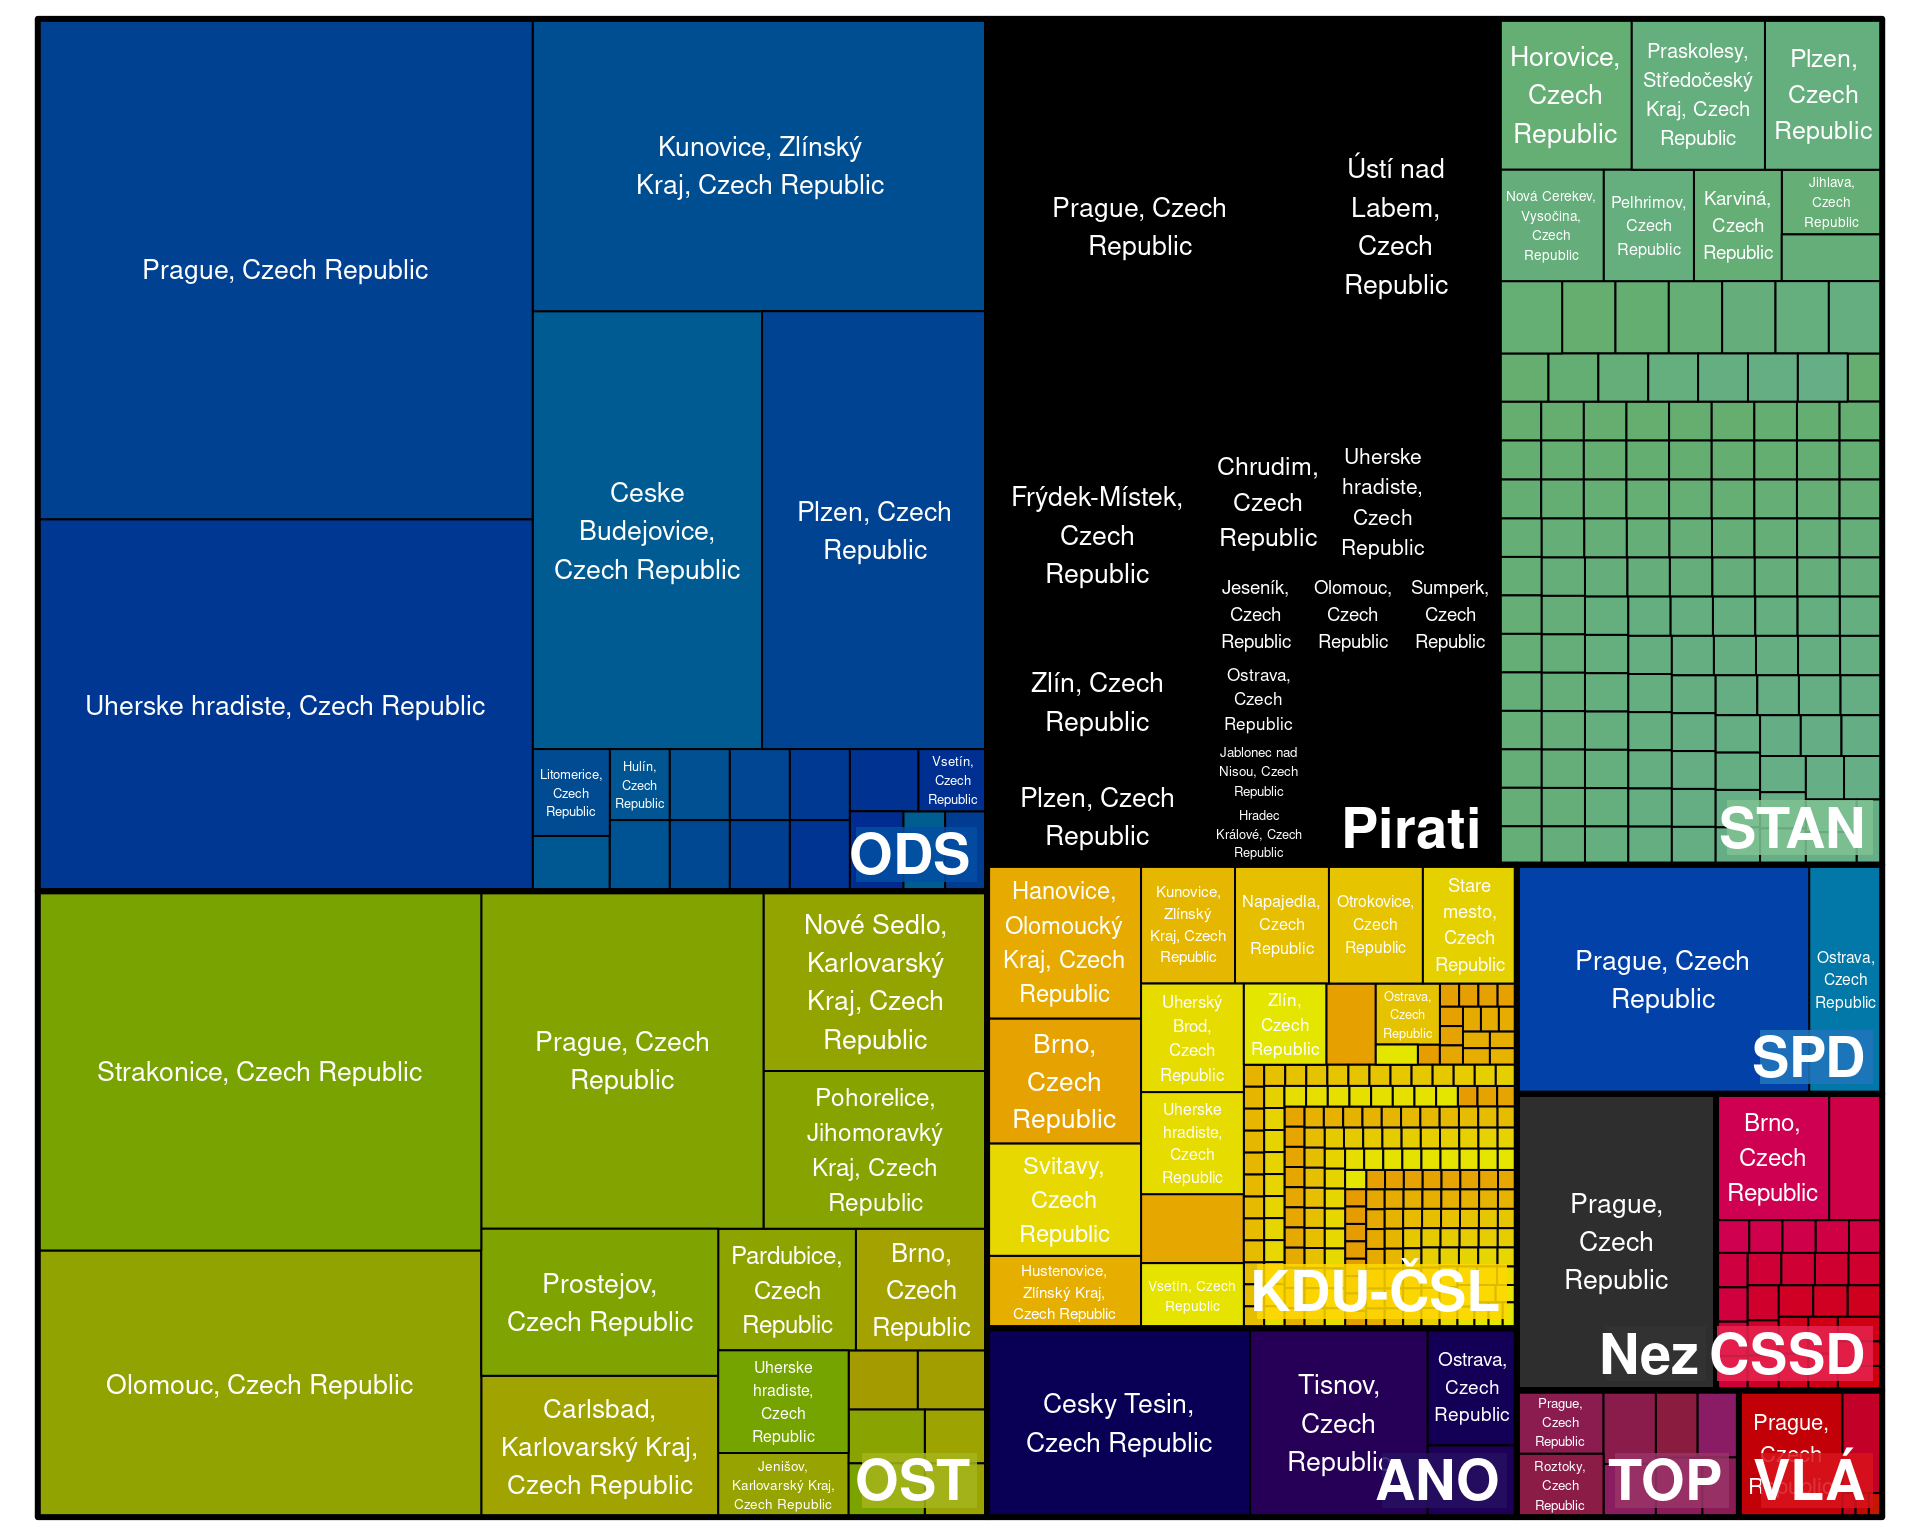 Prague, Czech Republic
Uherske hradiste, Czech Republic
Kunovice, Zlínský
Kraj, Czech Republic
Ceske
Budejovice,
Czech Republic
Plzen, Czech
Republic
Litomerice,
Czech
Republic
Hulín,
Czech
Republic
Vsetín,
Czech
Republic
ODS
Prague, Czech
Republic
Ústí nad
Labem,
Czech
Republic
Frýdek-Místek,
Czech
Republic
Chrudim,
Czech
Republic
Uherske
hradiste,
Czech
Republic
Jeseník,
Czech
Republic
Olomouc,
Czech
Republic
Sumperk,
Czech
Republic
Zlín, Czech
Republic
Ostrava,
Czech
Republic
Jablonec nad
Nisou, Czech
Republic
Plzen, Czech
Republic
Hradec
Králové, Czech
Republic
Pirati
Horovice,
Czech
Republic
Praskolesy,
Středočeský
Kraj, Czech
Republic
Plzen,
Czech
Republic
Nová Cerekev,
Vysočina,
Czech
Republic
Pelhrimov,
Czech
Republic
Karviná,
Czech
Republic
Jihlava,
Czech
Republic
STAN
Strakonice, Czech Republic
Olomouc, Czech Republic
Prague, Czech
Republic
Nové Sedlo,
Karlovarský
Kraj, Czech
Republic
Pohorelice,
Jihomoravký
Kraj, Czech
Republic
Prostejov,
Czech Republic
Carlsbad,
Karlovarský Kraj,
Czech Republic
Pardubice,
Czech
Republic
Brno,
Czech
Republic
Uherske
hradiste,
Czech
Republic
Jenišov,
Karlovarský Kraj,
Czech Republic
OST
Hanovice,
Olomoucký
Kraj, Czech
Republic
Brno,
Czech
Republic
Svitavy,
Czech
Republic
Hustenovice,
Zlínský Kraj,
Czech Republic
Kunovice,
Zlínský
Kraj, Czech
Republic
Napajedla,
Czech
Republic
Otrokovice,
Czech
Republic
Stare
mesto,
Czech
Republic
Uherský
Brod,
Czech
Republic
Zlín,
Czech
Republic
Ostrava,
Czech
Republic
Uherske
hradiste,
Czech
Republic
Vsetín, Czech
Republic
KDU-ČSL
Cesky Tesin,
Czech Republic
Tisnov,
Czech
Republic
Ostrava,
Czech
Republic
ANO
Prague, Czech
Republic
Ostrava,
Czech
Republic
SPD
Prague,
Czech
Republic
Nez
Brno,
Czech
Republic
CSSD
Prague,
Czech
Republic
Roztoky,
Czech
Republic
TOP
Prague,
Czech
Republic
VLÁ